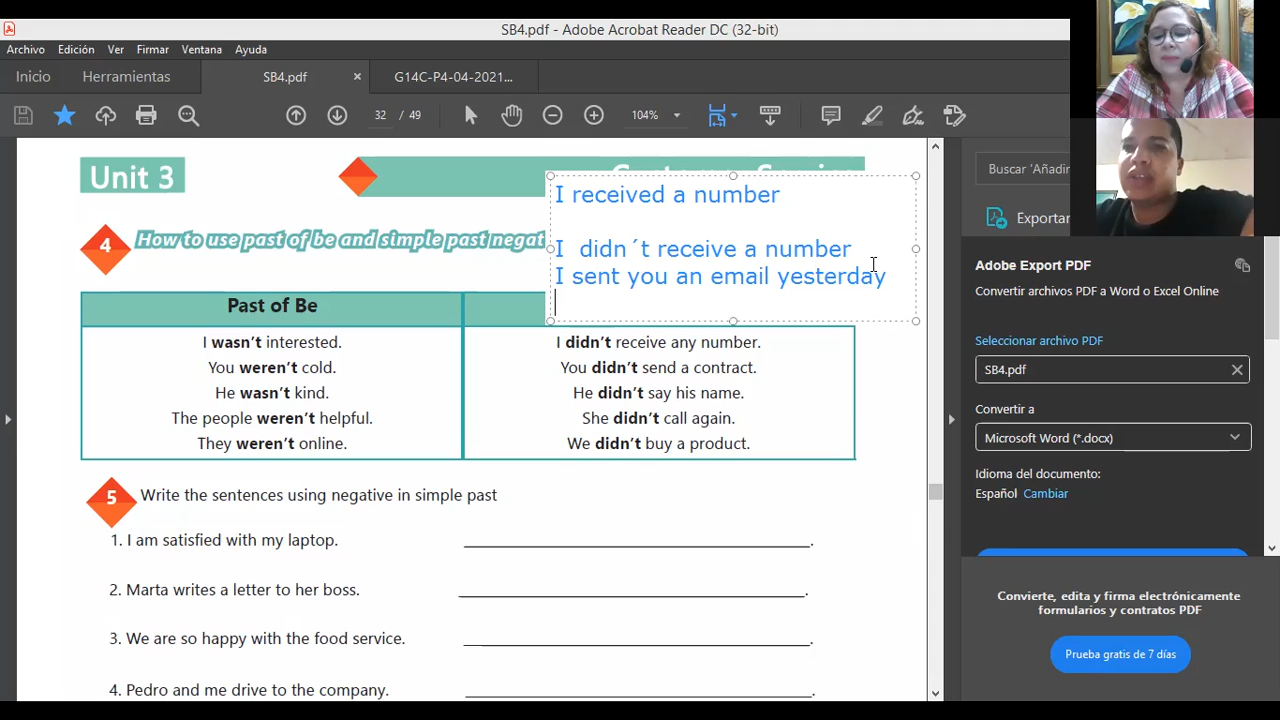 SB4.pdf - Adobe Acrobat Reader DC (32-bit)
Archivo Edición Ver Firmar Ventana Ayuda
Inicio Herramientas SB4.pdf × G14C-P4-04-2021...
32 / 49 104%
Unit 3
I received a number
I didn´t receive a number
I sent you an email yesterday
4 How to use past of be and simple past negat
Past of Be
I wasn't interested.
You weren't cold.
He wasn't kind.
The people weren't helpful.
They weren't online.
I didn't receive any number.
You didn't send a contract.
He didn't say his name.
She didn't call again.
We didn't buy a product.
5 Write the sentences using negative in simple past
1. I am satisfied with my laptop. ______________________.
2. Marta writes a letter to her boss. ______________________.
3. We are so happy with the food service. ______________________.
4. Pedro and me drive to the company. ______________________.
Buscar 'Añadir
Exportar
Adobe Export PDF
Convertir archivos PDF a Word o Excel Online
Seleccionar archivo PDF
SB4.pdf
Convertir a
Microsoft Word (*.docx)
Idioma del documento:
Español Cambiar
Convierte, edita y firma electrónicamente
formularios y contratos PDF
Prueba gratis de 7 días